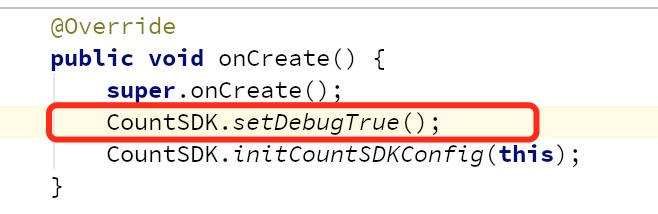 @Override
public void onCreate() {
super.onCreate();
CountSDK.setDebugTrue();
CountSDK.initCountSDKConfig(this);
}